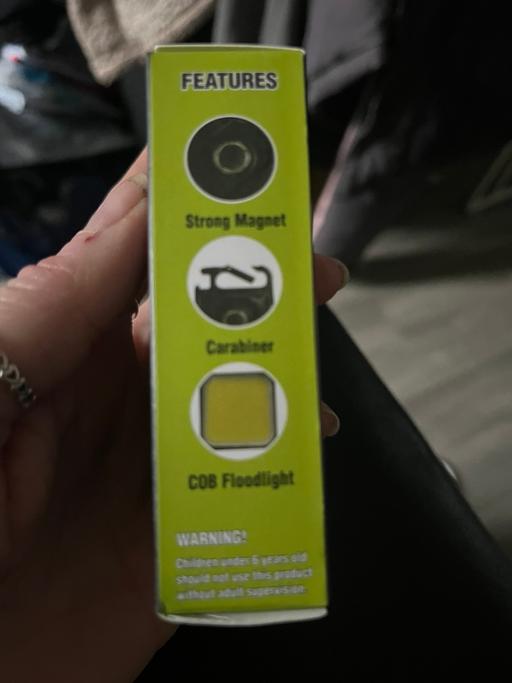 FEATURES
Strong Magnet
Carabiner
COB Floodlight
WARNING!
Children under 6 years old
should not use this product
without adult supervision.